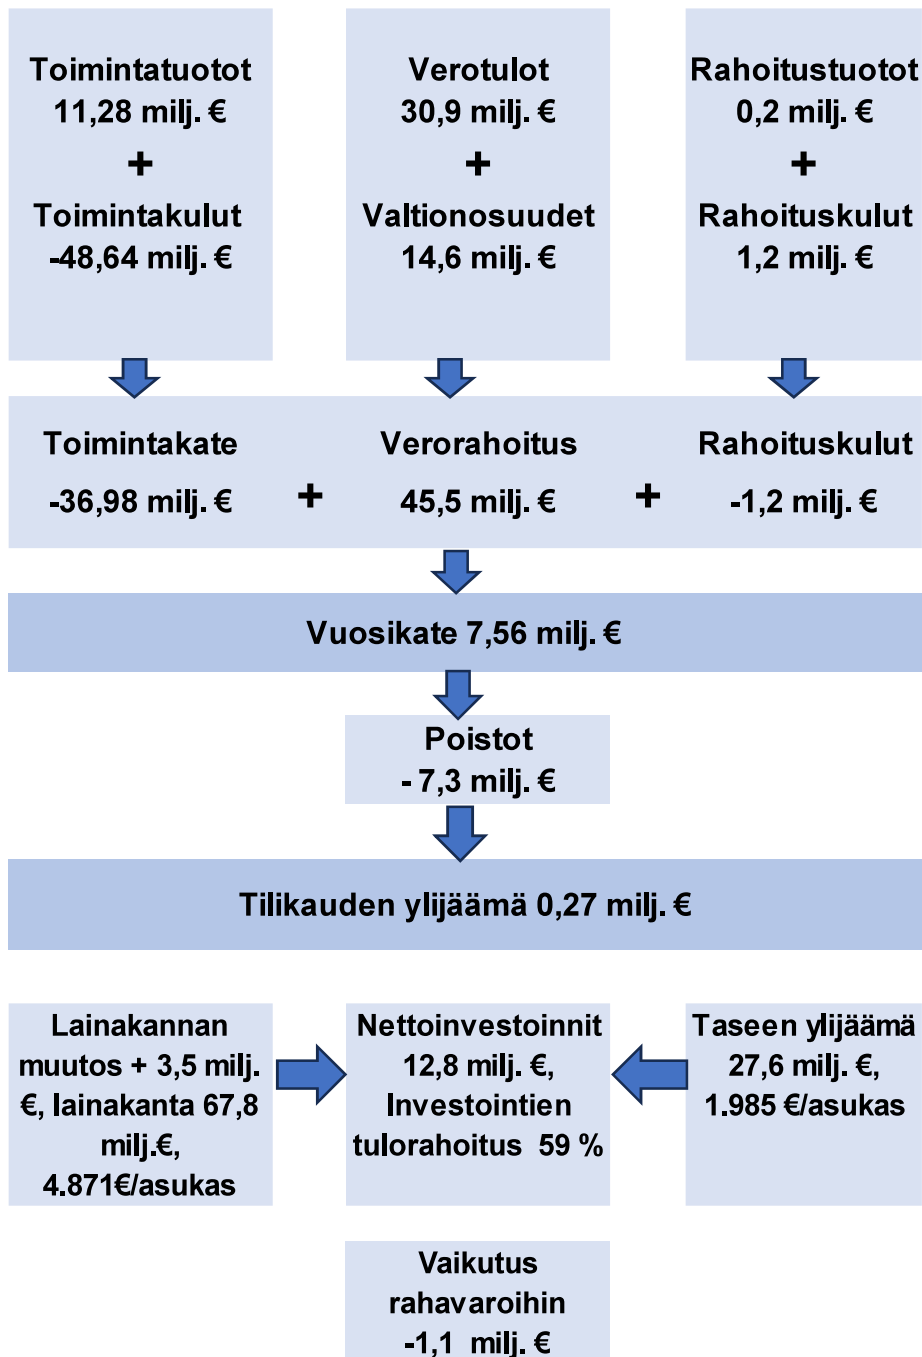 Toimintatuotot
11,28 milj. €
+
Toimintakulut
-48,64 milj. €
Verotulot
30,9 milj. €
+
Valtionosuudet
14,6 milj. €
Rahoitustuotot
0,2 milj. €
+
Rahoituskulut
1,2 milj. €
Toimintakate
-36,98 milj. €
+
Verorahoitus
45,5 milj. €
+
Rahoituskulut
-1,2 milj. €
Vuosikate 7,56 milj. €
Poistot
- 7,3 milj. €
Tilikauden ylijäämä 0,27 milj. €
Lainakannan
muutos + 3,5 milj.
€, lainakanta 67,8
milj.€,
4.871€/asukas
Nettoinvestoinnit
12,8 milj. €,
Investointien
tulorahoitus 59 %
Taseen ylijäämä
27,6 milj. €,
1.985 €/asukas
Vaikutus
rahavaroihin
-1,1 milj. €